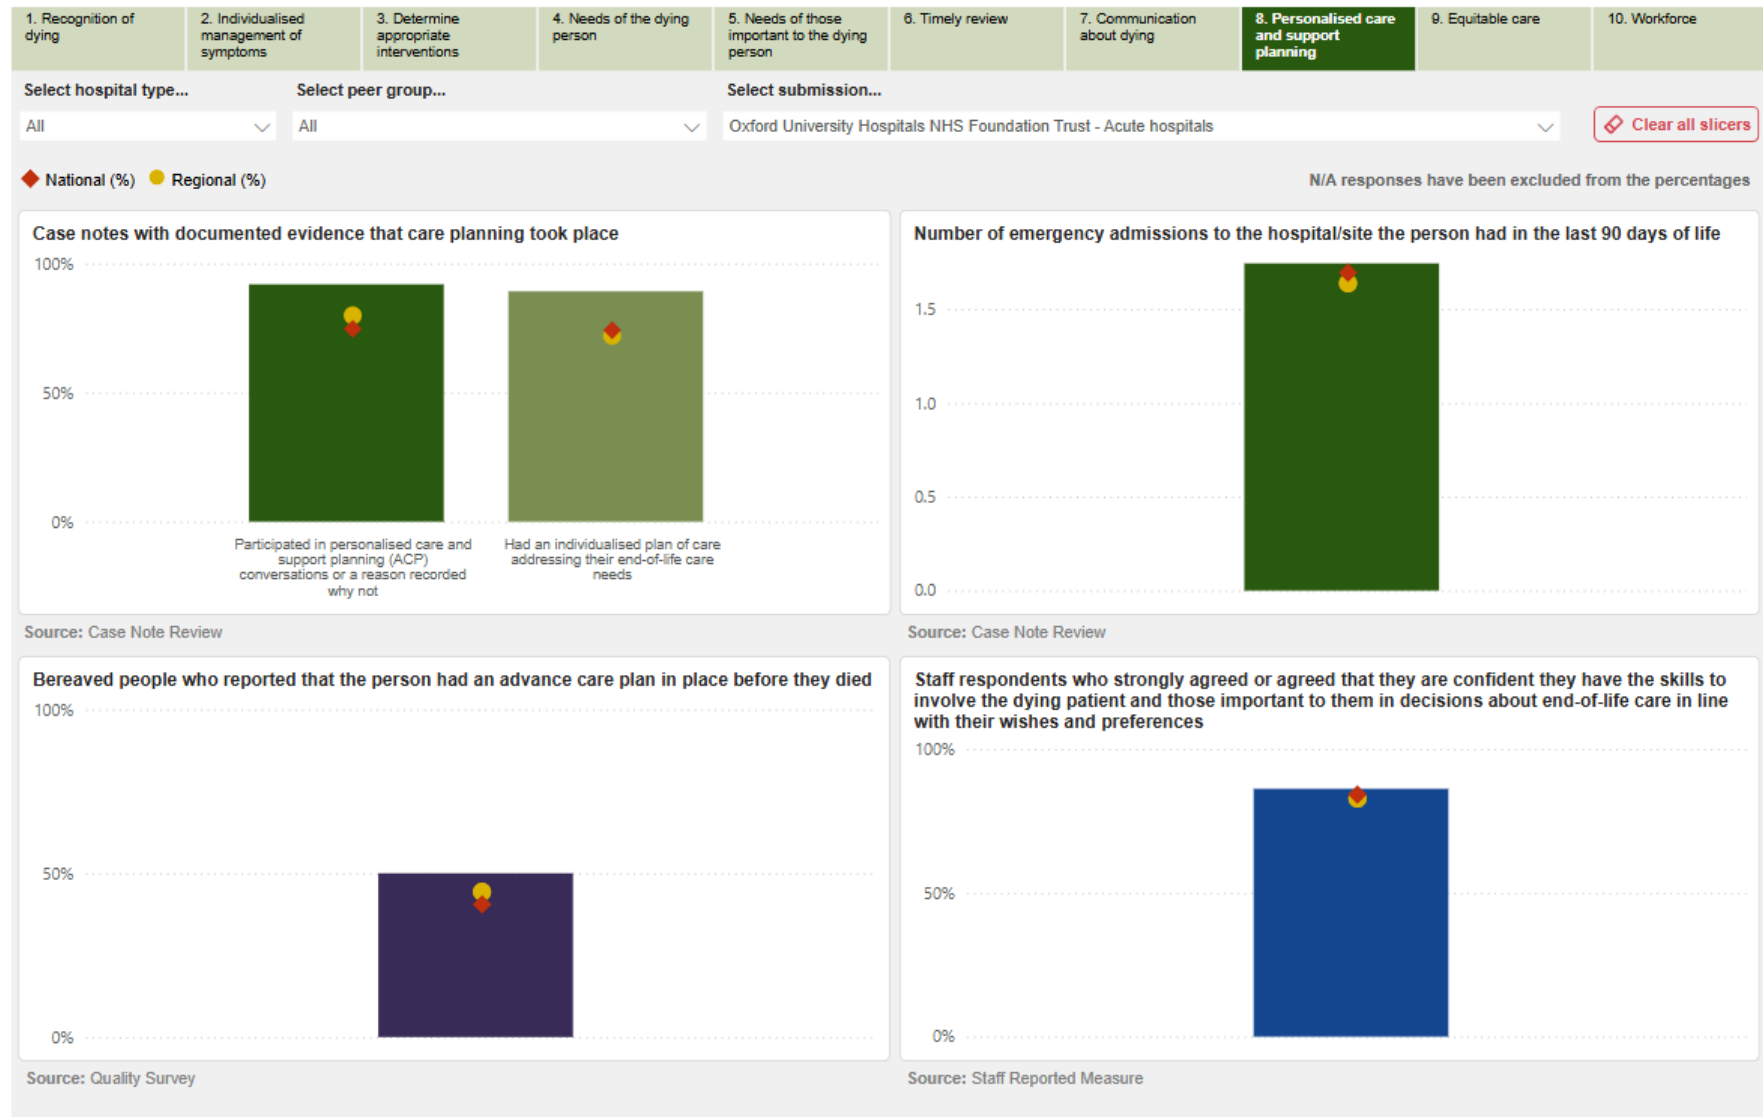 1. Recognition of
dying
2. Individualised
management of
symptoms
3. Determine
appropriate
interventions
4. Needs of the dying
person
5. Needs of those
important to the dying
person
6. Timely review
7. Communication
about dying
8. Personalised care
and support
planning
9. Equitable care
10. Workforce
Select hospital type...
Select peer group...
Select submission...
All
All
Oxford University Hospitals NHS Foundation Trust - Acute hospitals
Clear all slicers
National (%)
Regional (%)
N/A responses have been excluded from the percentages
Case notes with documented evidence that care planning took place
100%
50%
0%
Participated in personalised care and
support planning (ACP)
conversations or a reason recorded
why not
Had an individualised plan of care
addressing their end-of-life care
needs
Source: Case Note Review
Number of emergency admissions to the hospital/site the person had in the last 90 days of life
1.5
1.0
0.5
0.0
Source: Case Note Review
Bereaved people who reported that the person had an advance care plan in place before they died
100%
50%
0%
Source: Quality Survey
Staff respondents who strongly agreed or agreed that they are confident they have the skills to
involve the dying patient and those important to them in decisions about end-of-life care in line
with their wishes and preferences
100%
50%
0%
Source: Staff Reported Measure